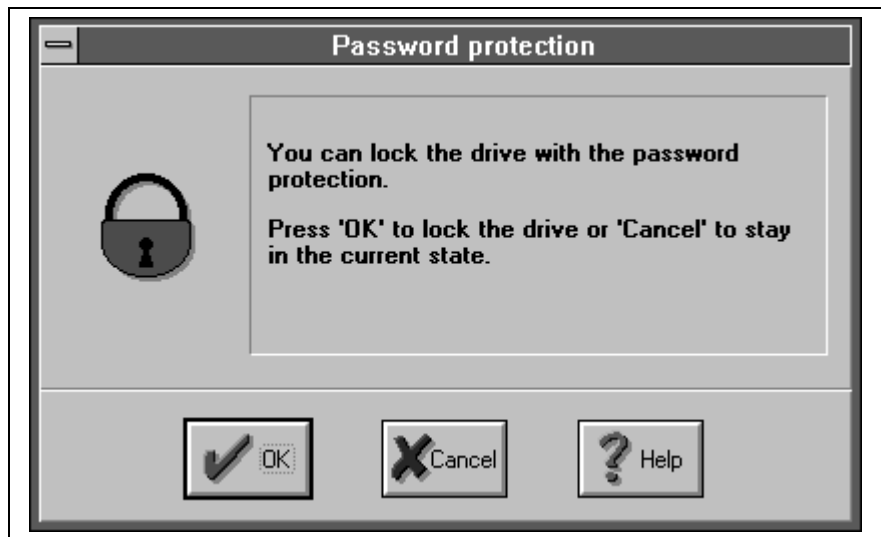 Password protection
You can lock the drive with the password
protection.
Press 'OK' to lock the drive or 'Cancel' to stay
in the current state.
OK
Cancel
Help